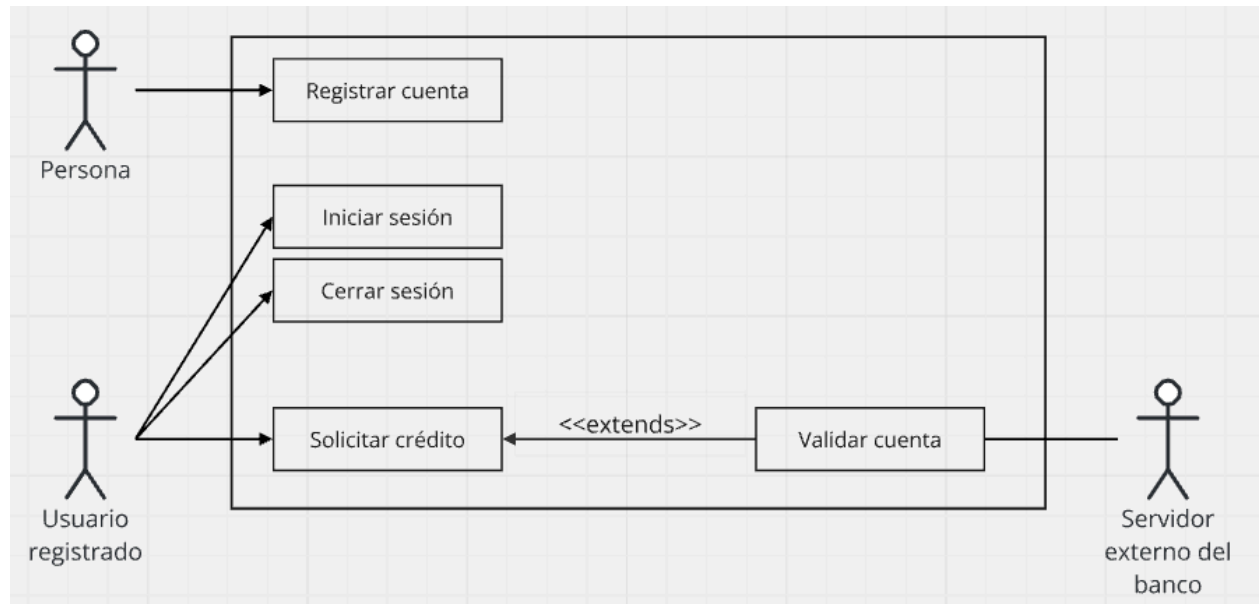 Registrar cuenta
Persona
Iniciar sesión
Cerrar sesión
Solicitar crédito
<<extends>>
Validar cuenta
Usuario
registrado
Servidor
externo del
banco